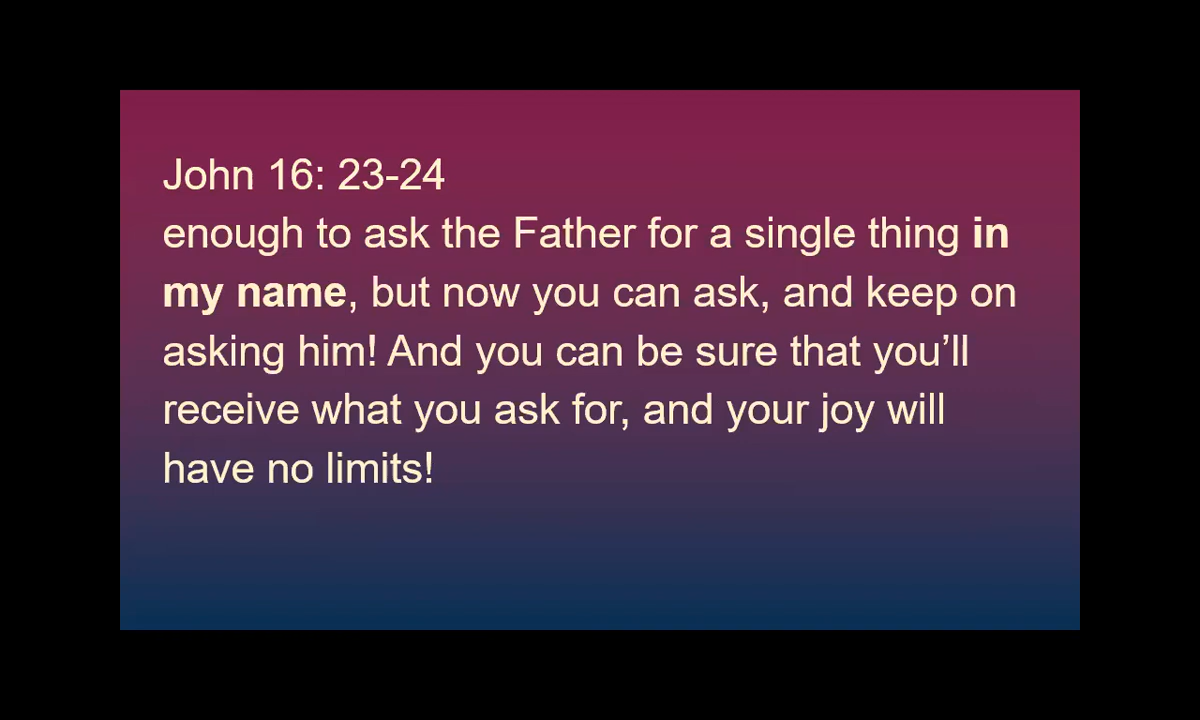 John 16: 23-24
enough to ask the Father for a single thing in
my name, but now you can ask, and keep on
asking him! And you can be sure that you’ll
receive what you ask for, and your joy will
have no limits!